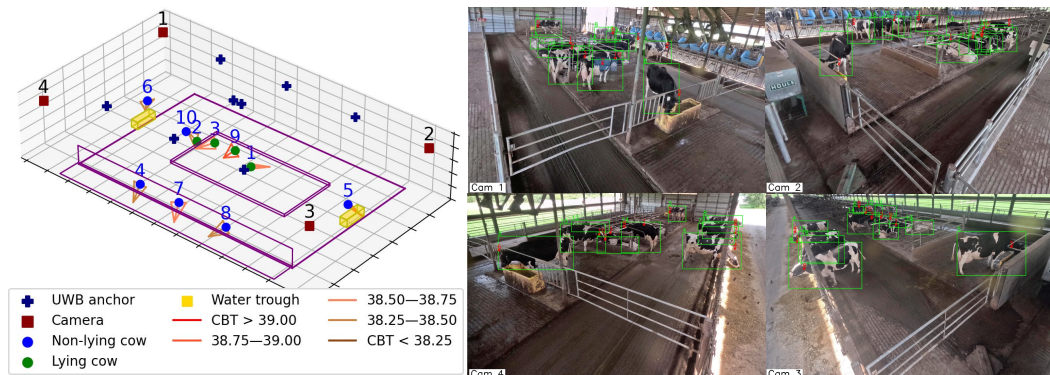 1
4
6
2
10
2
3
9
1
4
7
8
5
3
UWB anchor
Camera
Non-lying cow
Lying cow
Water trough
CBT > 39.00
38.75—39.00
38.50—38.75
38.25—38.50
CBT < 38.25
Cam 1
HOULE
Cam 2
Cam 4
Cam 3